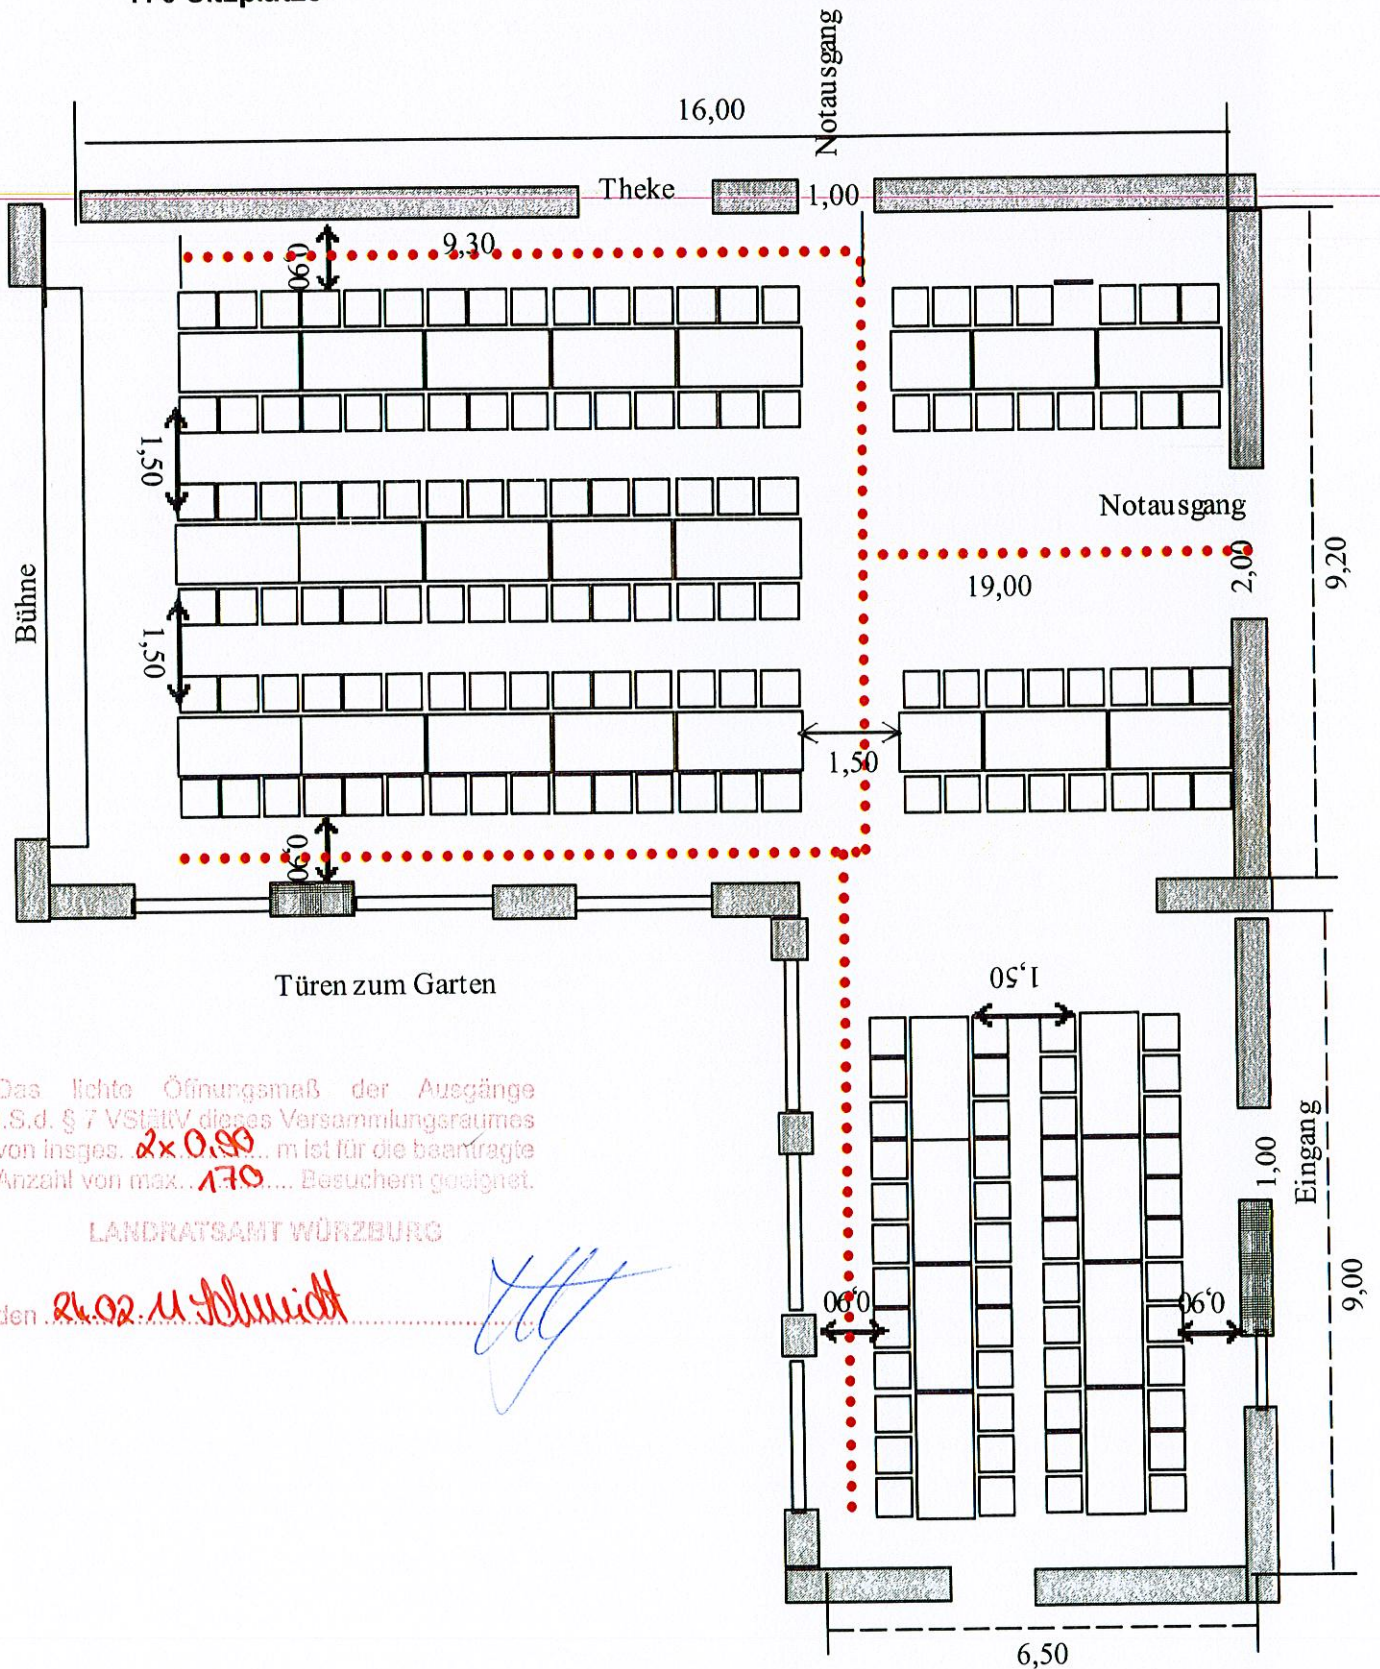 Notausgang
16,00
Theke
1,00
9,30
0,90
1,50
Notausgang
2,00
9,20
19,00
Bühne
1,50
1,50
0,90
Türen zum Garten
1,50
Das lichte Öffnungsmaß der Ausgänge
i.S.d. § 7 VStättV dieses Versammlungsraumes
von insges. 2x 0,90 m ist für die beantragte
Anzahl von max. 170 Besuchern geeignet.
LANDRATSAMT WÜRZBURG
den 24.02.11 Schmidt
1,00
Eingang
0,90
0,90
9,00
6,50